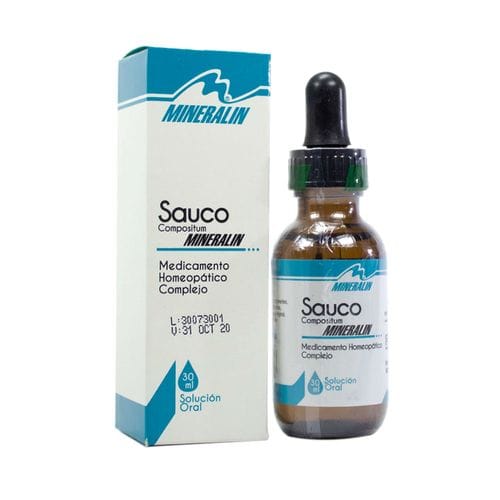 MINERALIN
Sauco
Compositum
MINERALIN
Medicamento
Homeopático
Complejo
L:30073001
V:31 OCT 20
30
ml
Solución
Oral
MINERALIN
Sauco
Compositum
MINERALIN
Medicamento Homeopático
Complejo
30
ml
Solución
Oral